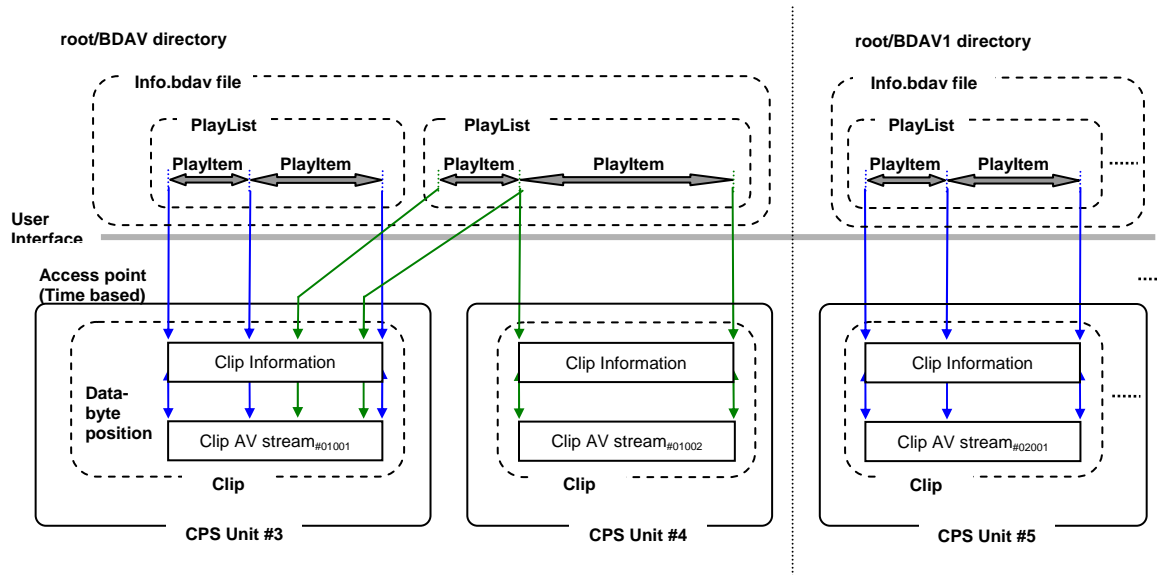 root/BDAV directory
root/BDAV1 directory
Info.bdav file
Info.bdav file
PlayList
PlayList
PlayList
PlayItem
PlayItem
PlayItem
PlayItem
PlayItem
PlayItem
User
Interface
Access point
(Time based)
Clip Information
Clip Information
Clip Information
Data-
byte
position
Clip AV stream#01001
Clip AV stream#01002
Clip AV stream#02001
Clip
Clip
Clip
CPS Unit #3
CPS Unit #4
CPS Unit #5